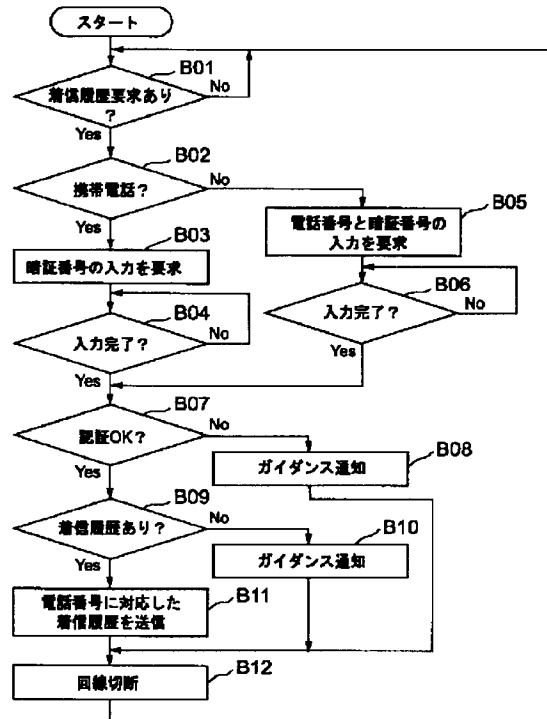 スタート
B01
着信履歴要求あり
?
No
Yes
B02
携帯電話?
No
Yes
B03
暗証番号の入力を要求
B05
電話番号と暗証番号の
入力を要求
B04
入力完了?
No
Yes
B06
入力完了?
No
Yes
B07
認証OK?
No
Yes
B08
ガイダンス通知
B09
着信履歴あり?
No
Yes
B10
ガイダンス通知
B11
電話番号に対応した
着信履歴を送信
B12
回線切断